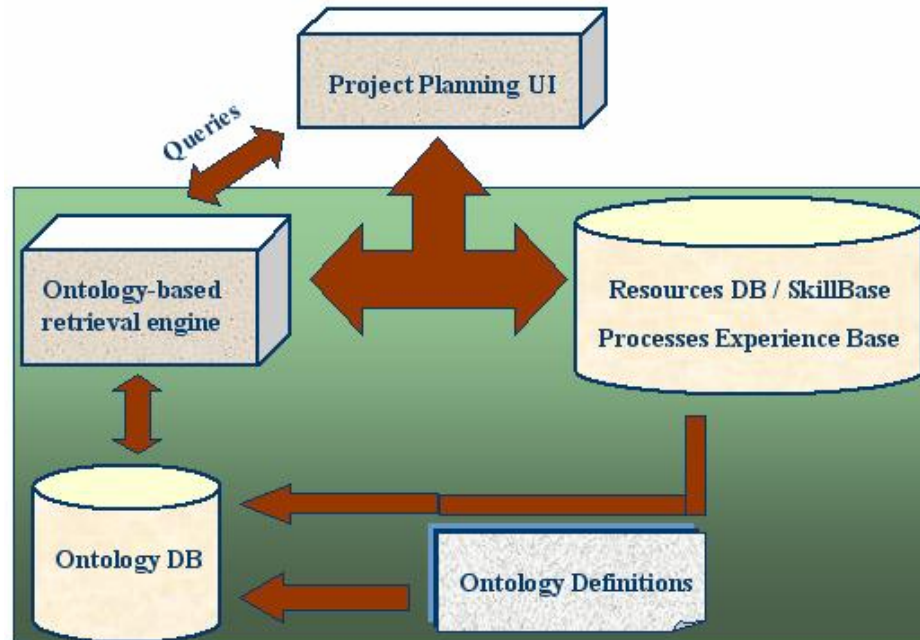 Project Planning UI
Queries
Ontology-based
retrieval engine
Resources DB / SkillBase
Processes Experience Base
Ontology DB
Ontology Definitions